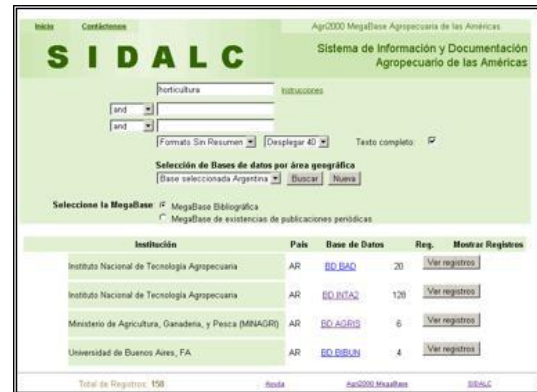 Inicio Contáctenos Agri2000 MegaBase Agropecuaria de las Américas
SIDALC
Sistema de Información y Documentación
Agropecuario de las Américas
horticultura Instrucciones
and
and
Formato Sin Resumen Desplegar 40 Texto completo:
Selección de Bases de datos por área geográfica
Base seleccionada Argentina Buscar Nueva
Seleccione la MegaBase MegaBase Bibliográfica
MegaBase de existencias de publicaciones periódicas
Institución País Base de Datos Reg. Mostrar Registros
Instituto Nacional de Tecnología Agropecuaria AR BD BAD 20 Ver registros
Instituto Nacional de Tecnología Agropecuaria AR BD INTA2 128 Ver registros
Ministerio de Agricultura, Ganaderia, y Pesca (MINAGRI) AR BD AGRIS 6 Ver registros
Universidad de Buenos Aires, FA AR BD BIBUN 4 Ver registros
Total de Registros: 158 Ayuda Agri2000 MegaBase SIDALC